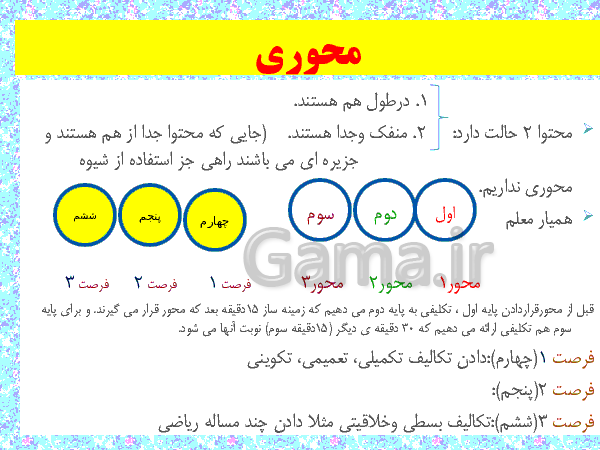 محوری
۱. درطول هم هستند.
محتوا ۲ حالت دارد: ۲. منفک وجدا هستند. (جایی که محتوا جدا از هم هستند و
جزیره ای می باشند راهی جز استفاده از شیوه
محوری نداریم.
همیار معلم
اول دوم سوم چهارم پنجم ششم
Gama.ir
محور۱ محور۲ محور۳ فرصت ۱ فرصت ۲ فرصت ۳
قبل از محورقراردادن پایه اول ، تکلیفی به پایه دوم می دهیم که زمینه ساز ۱۵دقیقه بعد که محور قرار می گیرند. و برای پایه
سوم هم تکلیفی ارائه می دهیم که ۳۰ دقیقه ی دیگر (۱۵دقیقه سوم) نوبت آنها می شود.
فرصت ۱(چهارم):دادن تکالیف تکمیلی، تعمیمی، تکوینی
فرصت ۲(پنجم):
فرصت ۳(ششم):تکالیف بسطی وخلاقیتی مثلا دادن چند مساله ریاضی